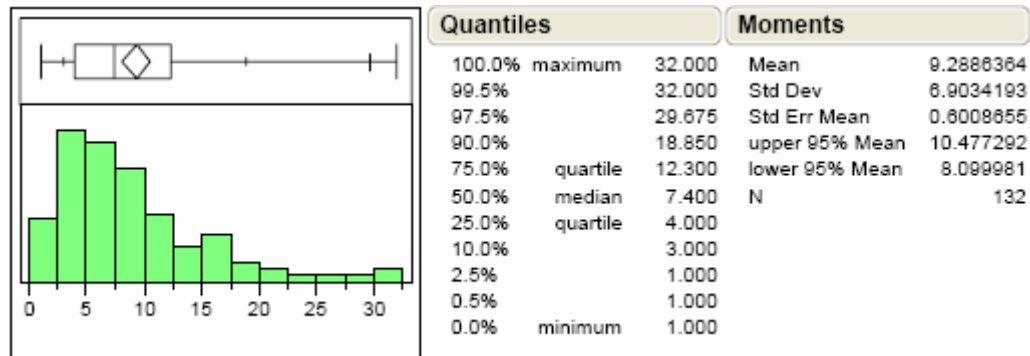 Quantiles
100.0% maximum 32.000
99.5% 32.000
97.5% 29.675
90.0% 18.850
75.0% quartile 12.300
50.0% median 7.400
25.0% quartile 4.000
10.0% 3.000
2.5% 1.000
0.5% 1.000
0.0% minimum 1.000
Moments
Mean 9.2886364
Std Dev 6.9034193
Std Err Mean 0.6008655
upper 95% Mean 10.477292
lower 95% Mean 8.099981
N 132
0 5 10 15 20 25 30